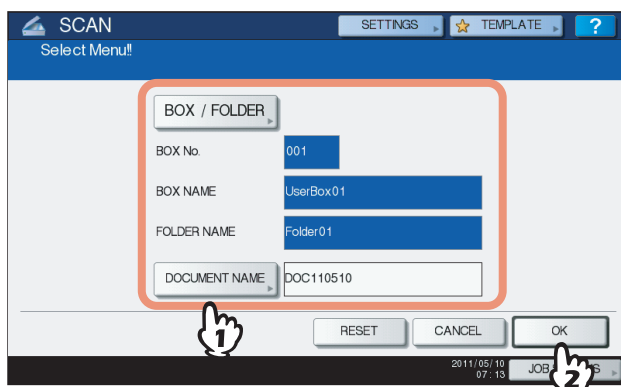 SCAN SETTINGS TEMPLATE ?
Select Menu!!
BOX / FOLDER
BOX No. 001
BOX NAME UserBox01
FOLDER NAME Folder01
DOCUMENT NAME DOC110510
1
RESET CANCEL OK
2011/05/10
07:13
JOB
2